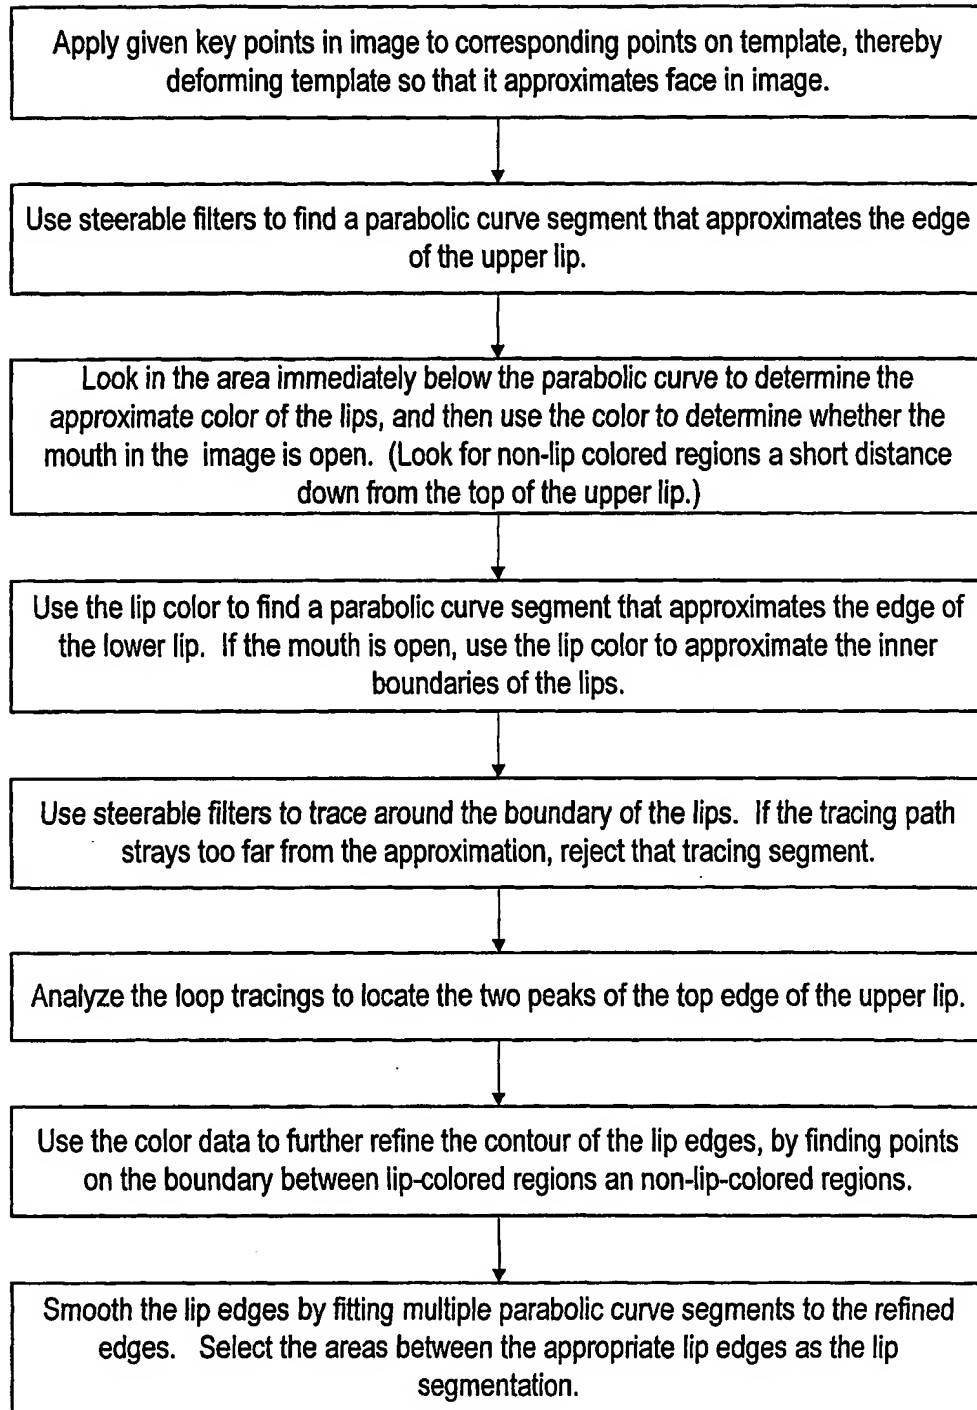 Apply given key points in image to corresponding points on template, thereby
deforming template so that it approximates face in image.
Use steerable filters to find a parabolic curve segment that approximates the edge
of the upper lip.
Look in the area immediately below the parabolic curve to determine the
approximate color of the lips, and then use the color to determine whether the
mouth in the image is open. (Look for non-lip colored regions a short distance
down from the top of the upper lip.)
Use the lip color to find a parabolic curve segment that approximates the edge of
the lower lip. If the mouth is open, use the lip color to approximate the inner
boundaries of the lips.
Use steerable filters to trace around the boundary of the lips. If the tracing path
strays too far from the approximation, reject that tracing segment.
Analyze the loop tracings to locate the two peaks of the top edge of the upper lip.
Use the color data to further refine the contour of the lip edges, by finding points
on the boundary between lip-colored regions an non-lip-colored regions.
Smooth the lip edges by fitting multiple parabolic curve segments to the refined
edges. Select the areas between the appropriate lip edges as the lip
segmentation.